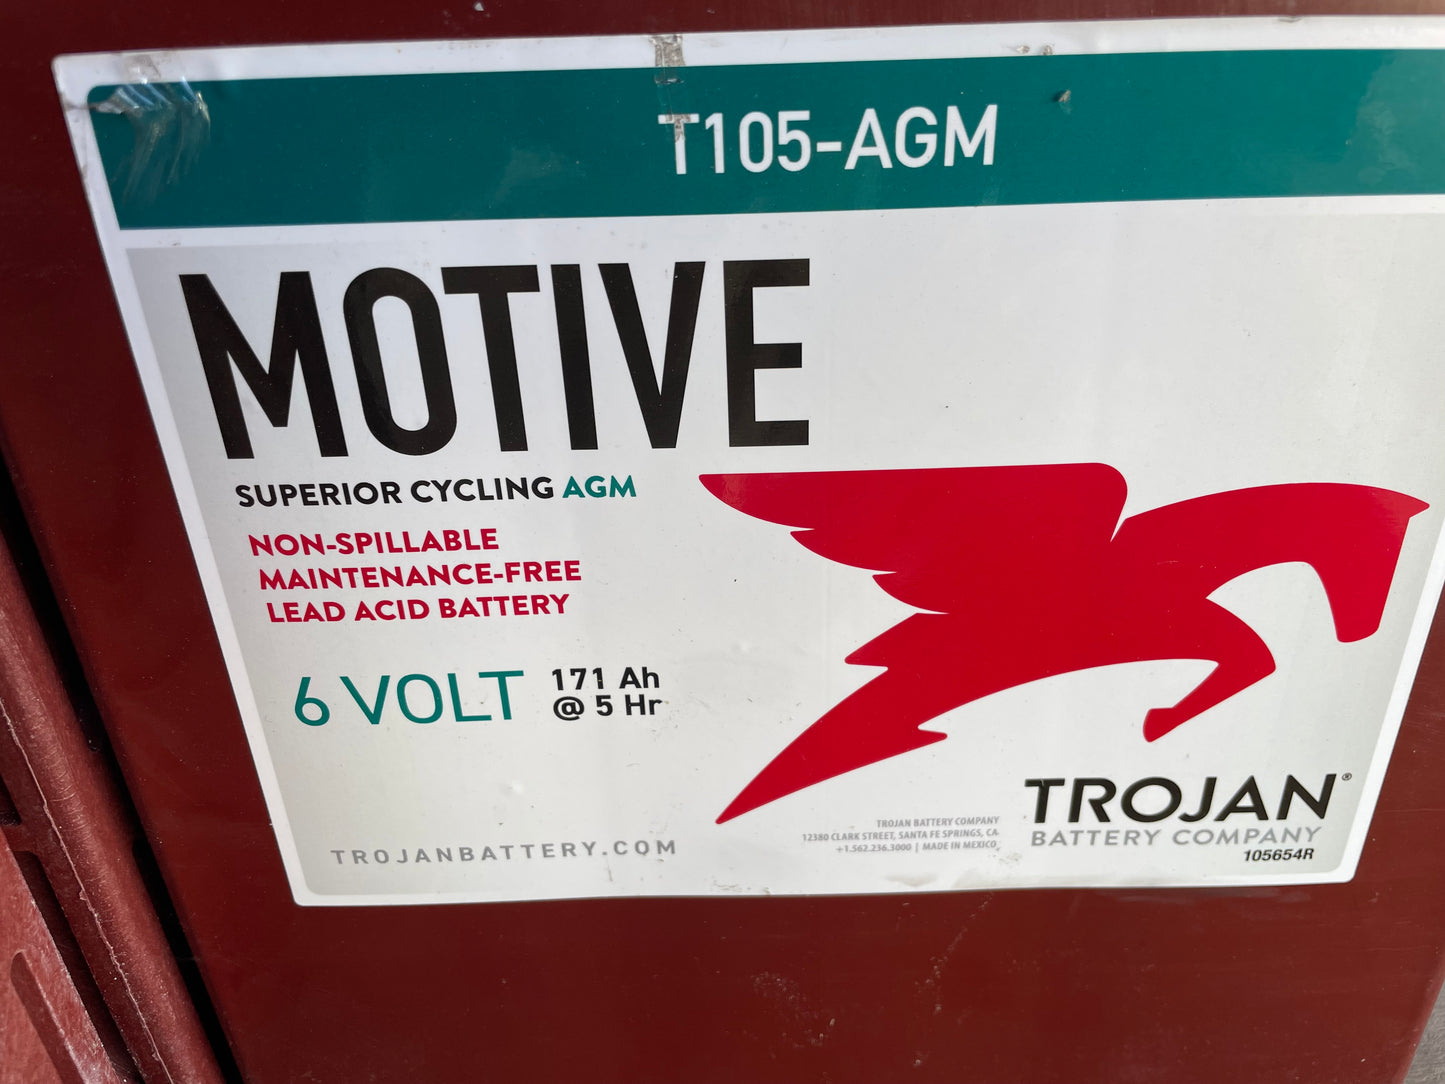 T105-AGM
MOTIVE
SUPERIOR CYCLING AGM
NON-SPILLABLE
MAINTENANCE-FREE
LEAD ACID BATTERY
6 VOLT 171 Ah
@ 5 Hr
TROJANBATTERY.COM
TROJAN BATTERY COMPANY
12380 CLARK STREET, SANTA FE SPRINGS, CA
+1.562.236.3000 | MADE IN MEXICO
TROJAN®
BATTERY COMPANY
105654R